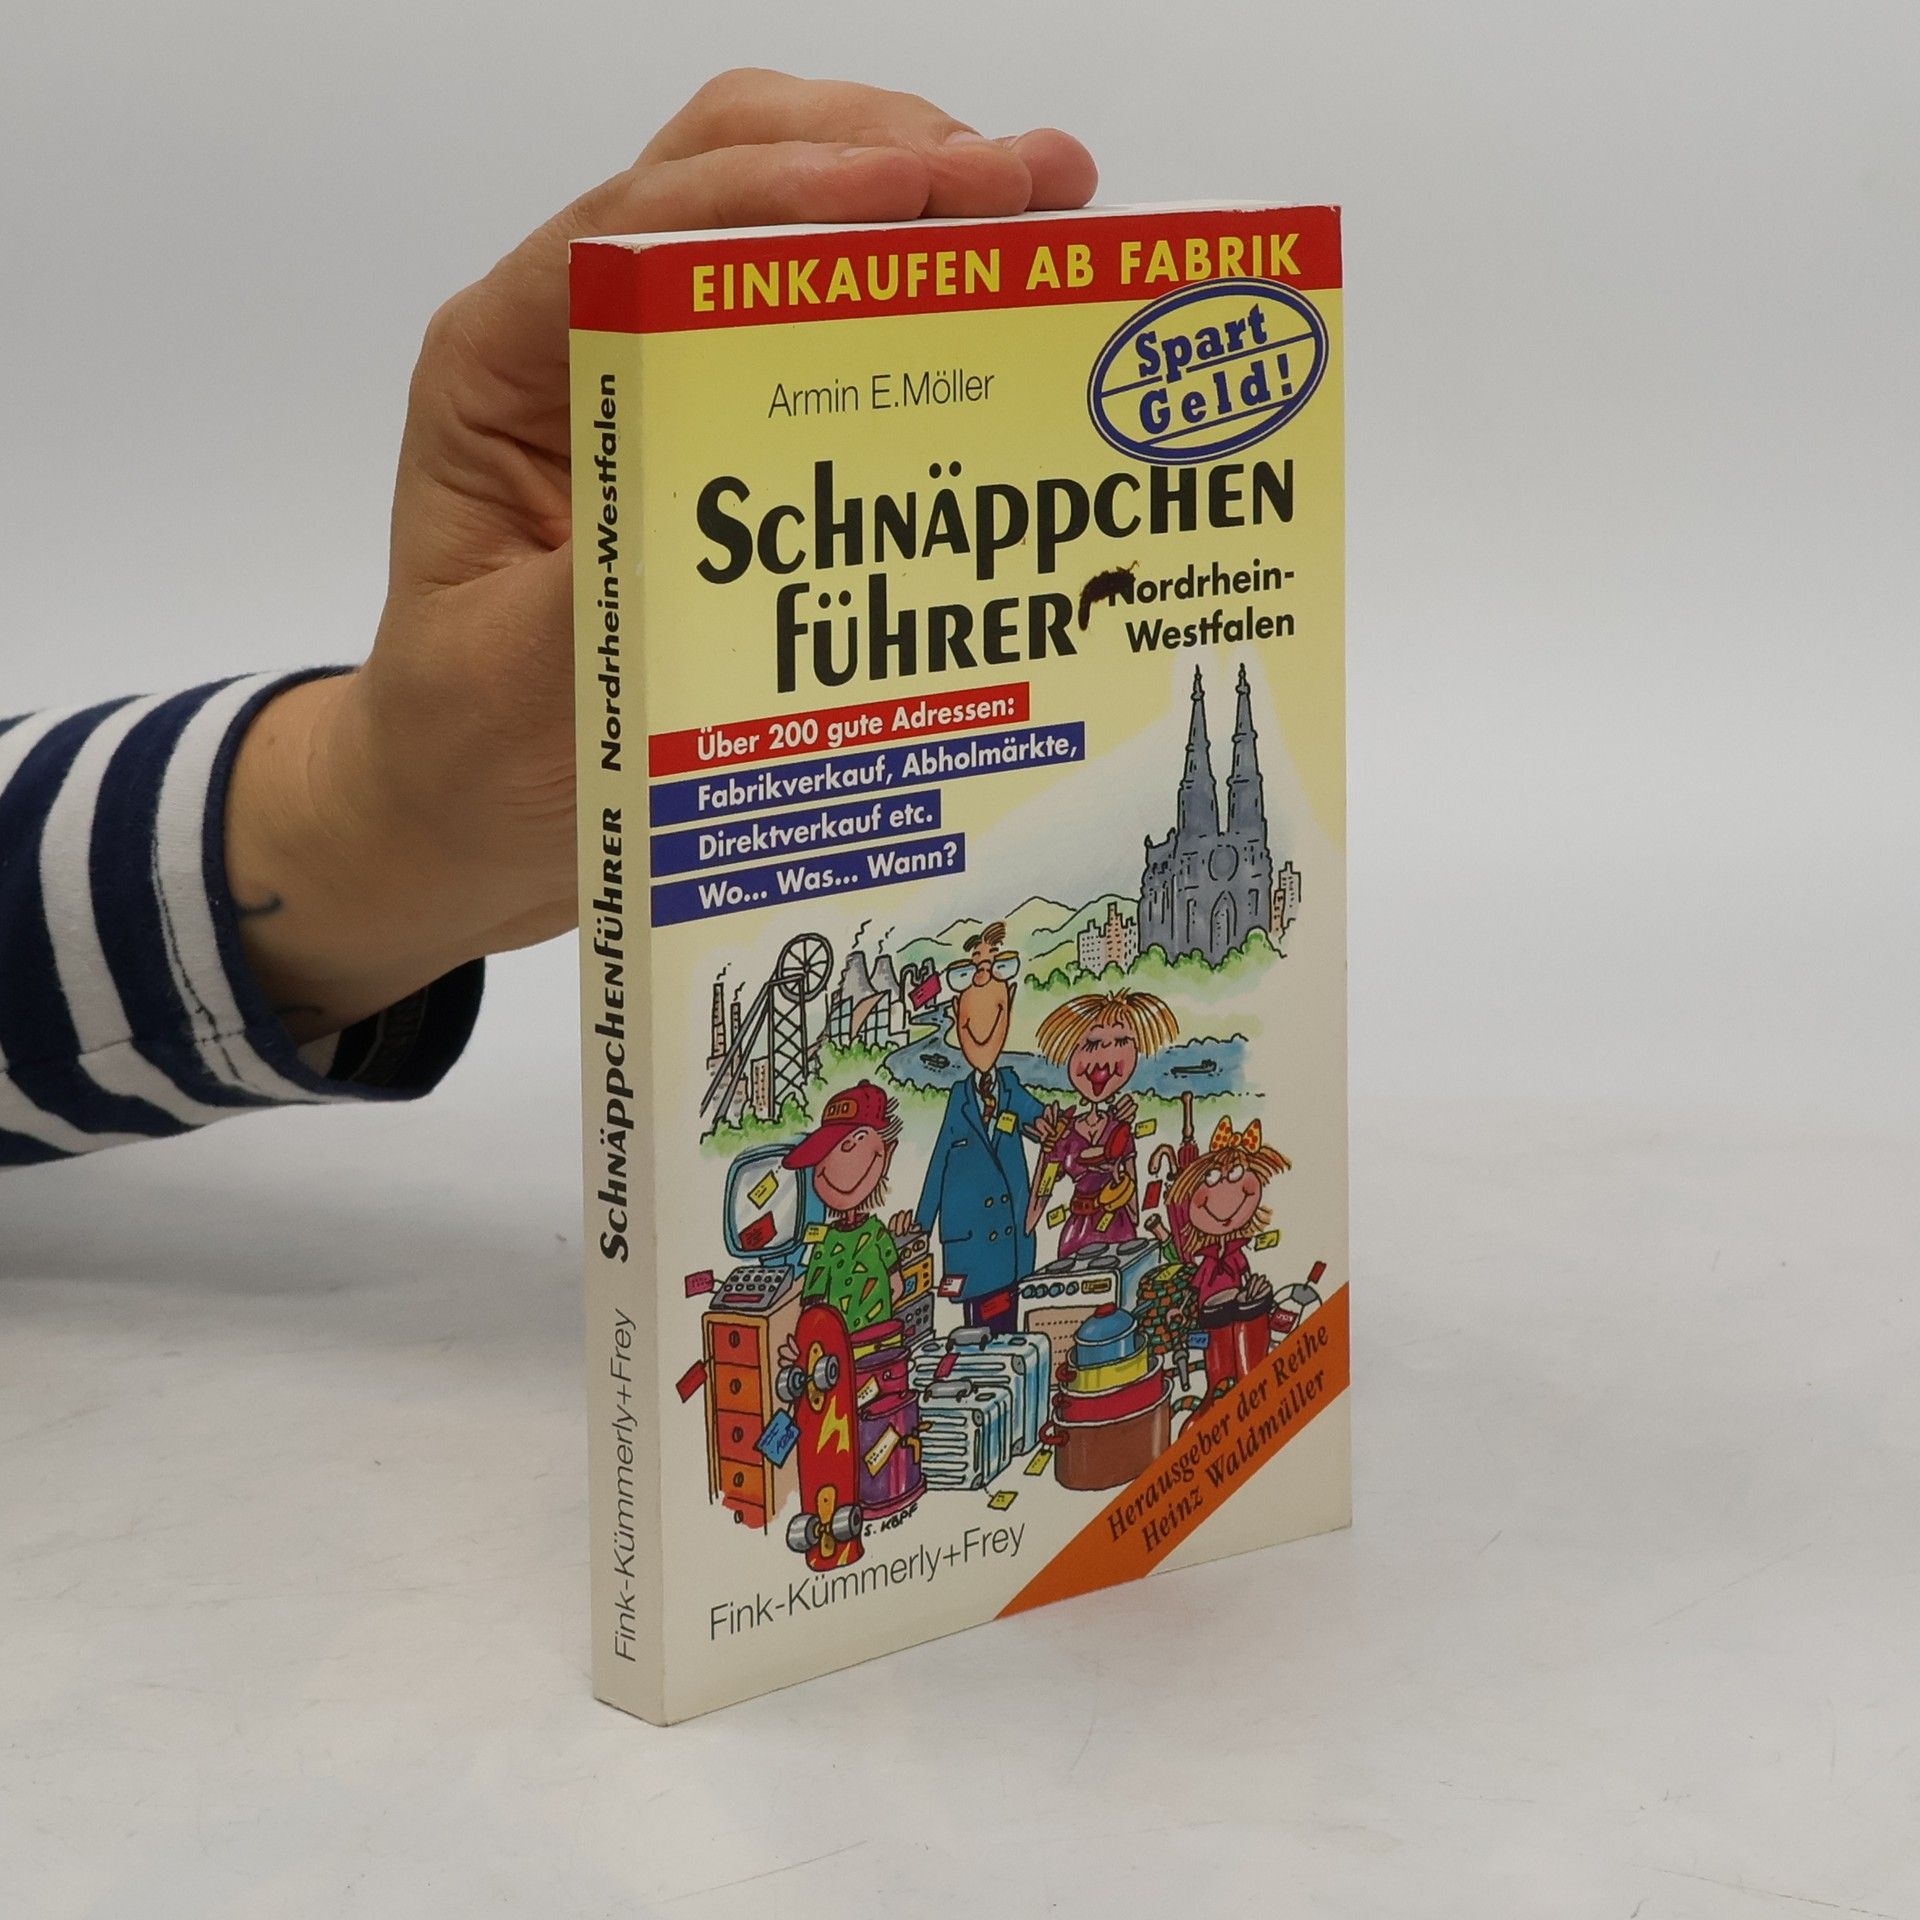 EINKAUFEN AB FABRIK
Spart
Geld!
Armin E.Möller
SCHNÄPPCHEN
FÜHRER
Nordrhein-
Westfalen
Über 200 gute Adressen:
Fabrikverkauf, Abholmärkte,
Direktverkauf etc.
Wo... Was... Wann?
S. KOPF
Fink-Kümmerly+Frey
Herausgeber der Reihe
Heinz Waldmüller
Fink-Kümmerly+Frey SCHNÄPPCHENFÜHRER Nordrhein-Westfalen